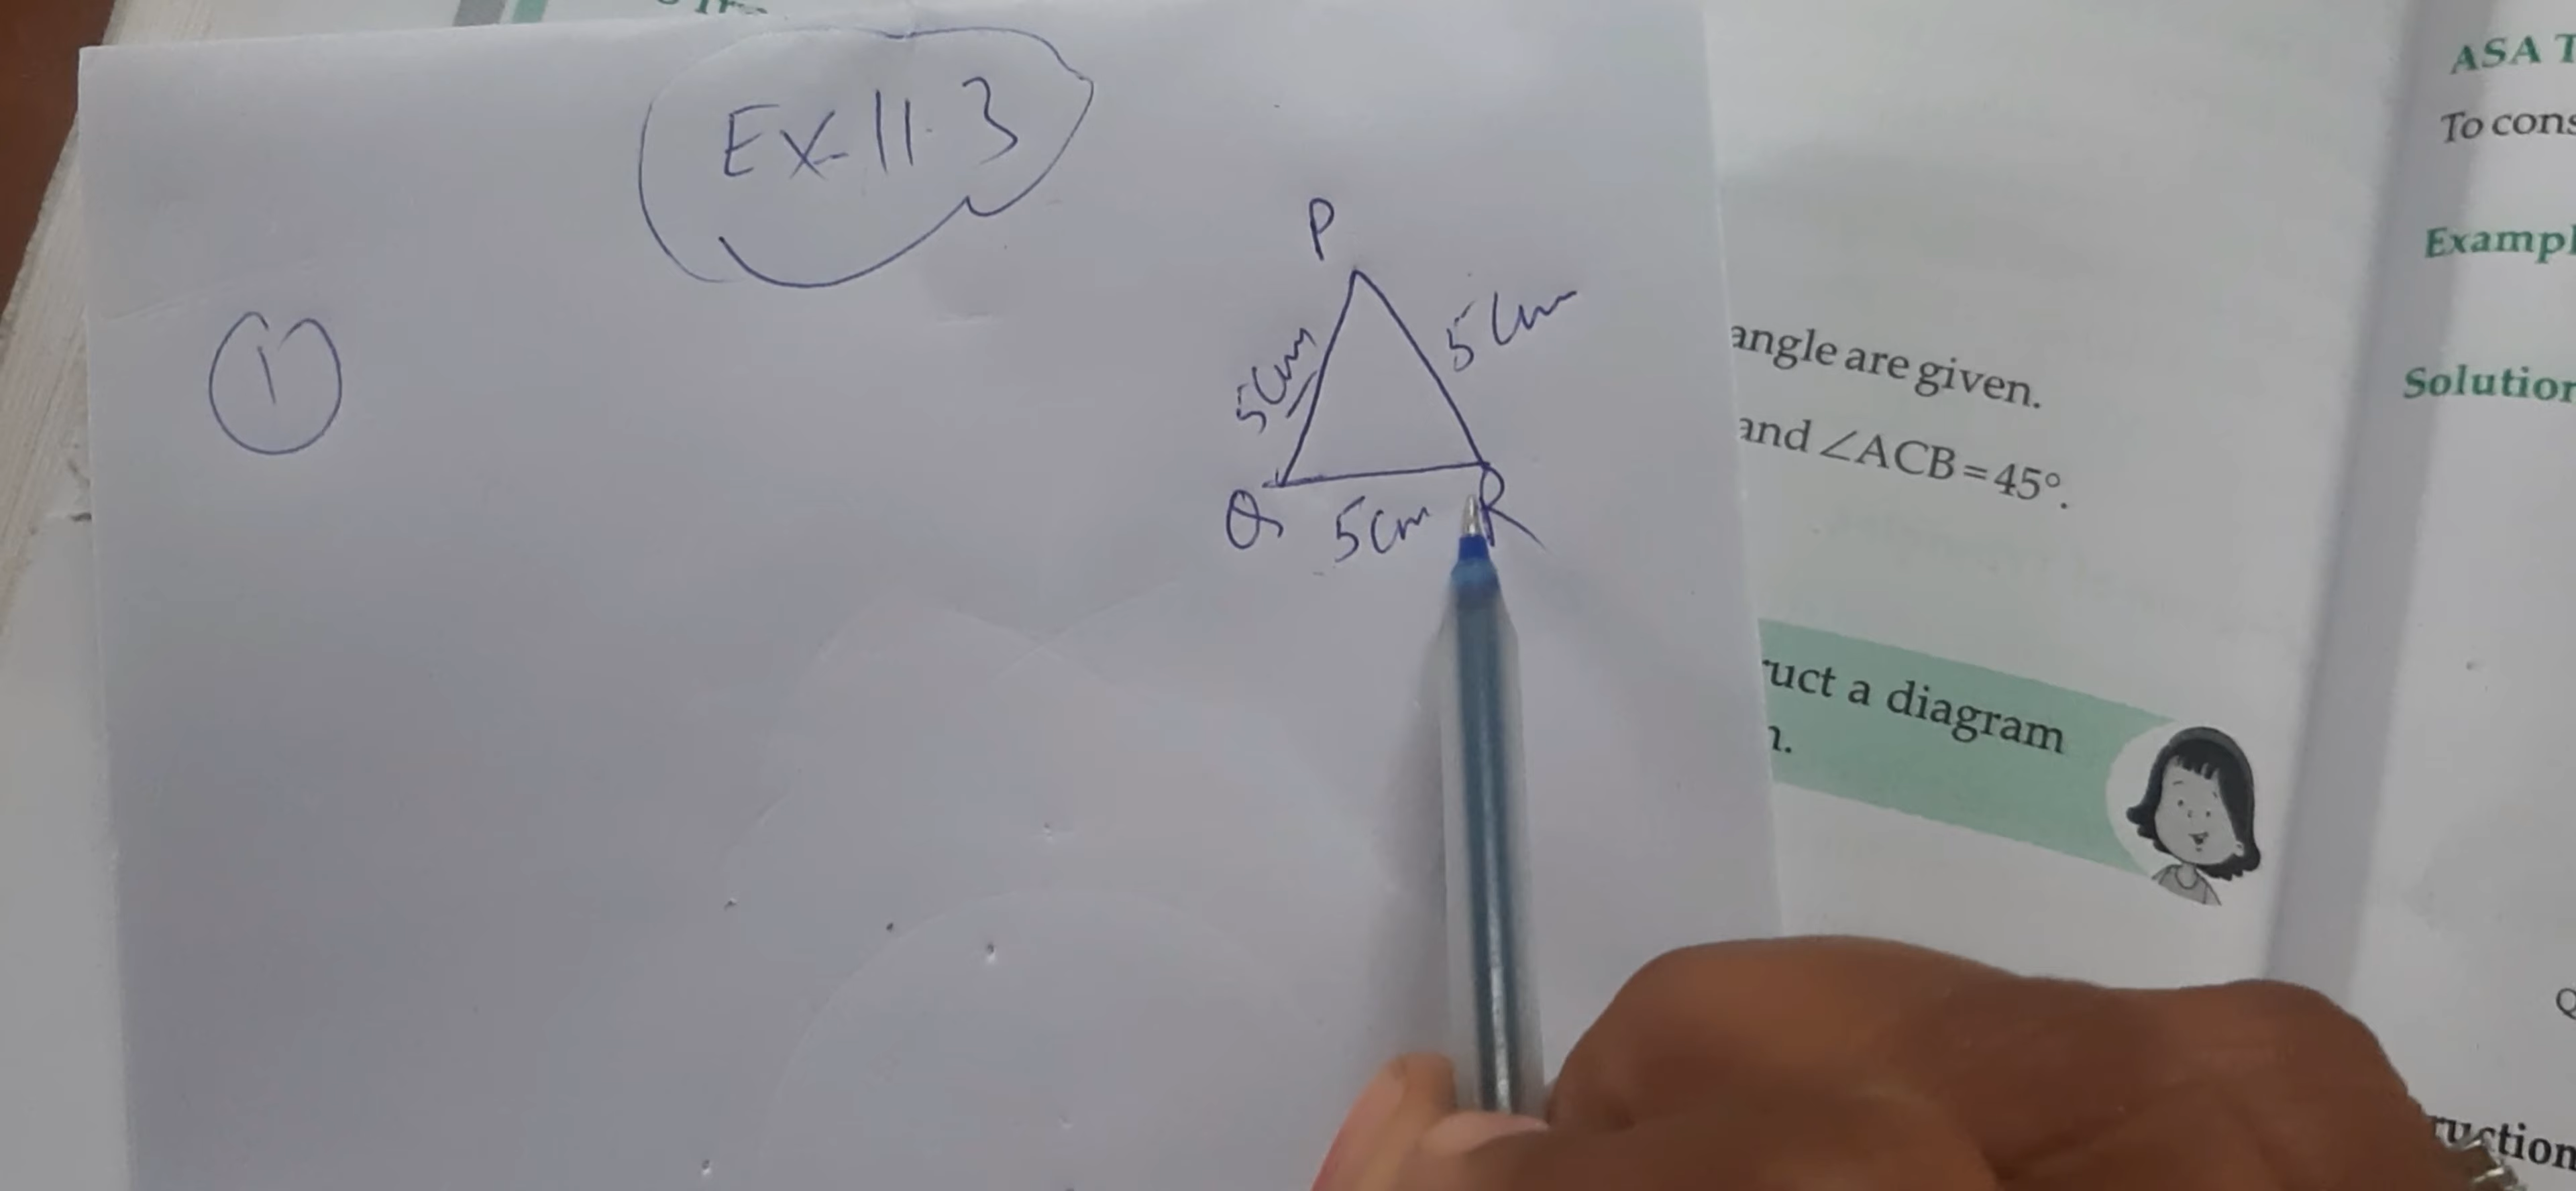 Ex-11.3
1
P
5cm
5cm
Q
5cm
R
angle are given.
and ∠ACB=45°.
uct a diagram
n.
ASA T
To cons
Exampl
Solution
Q
ruction